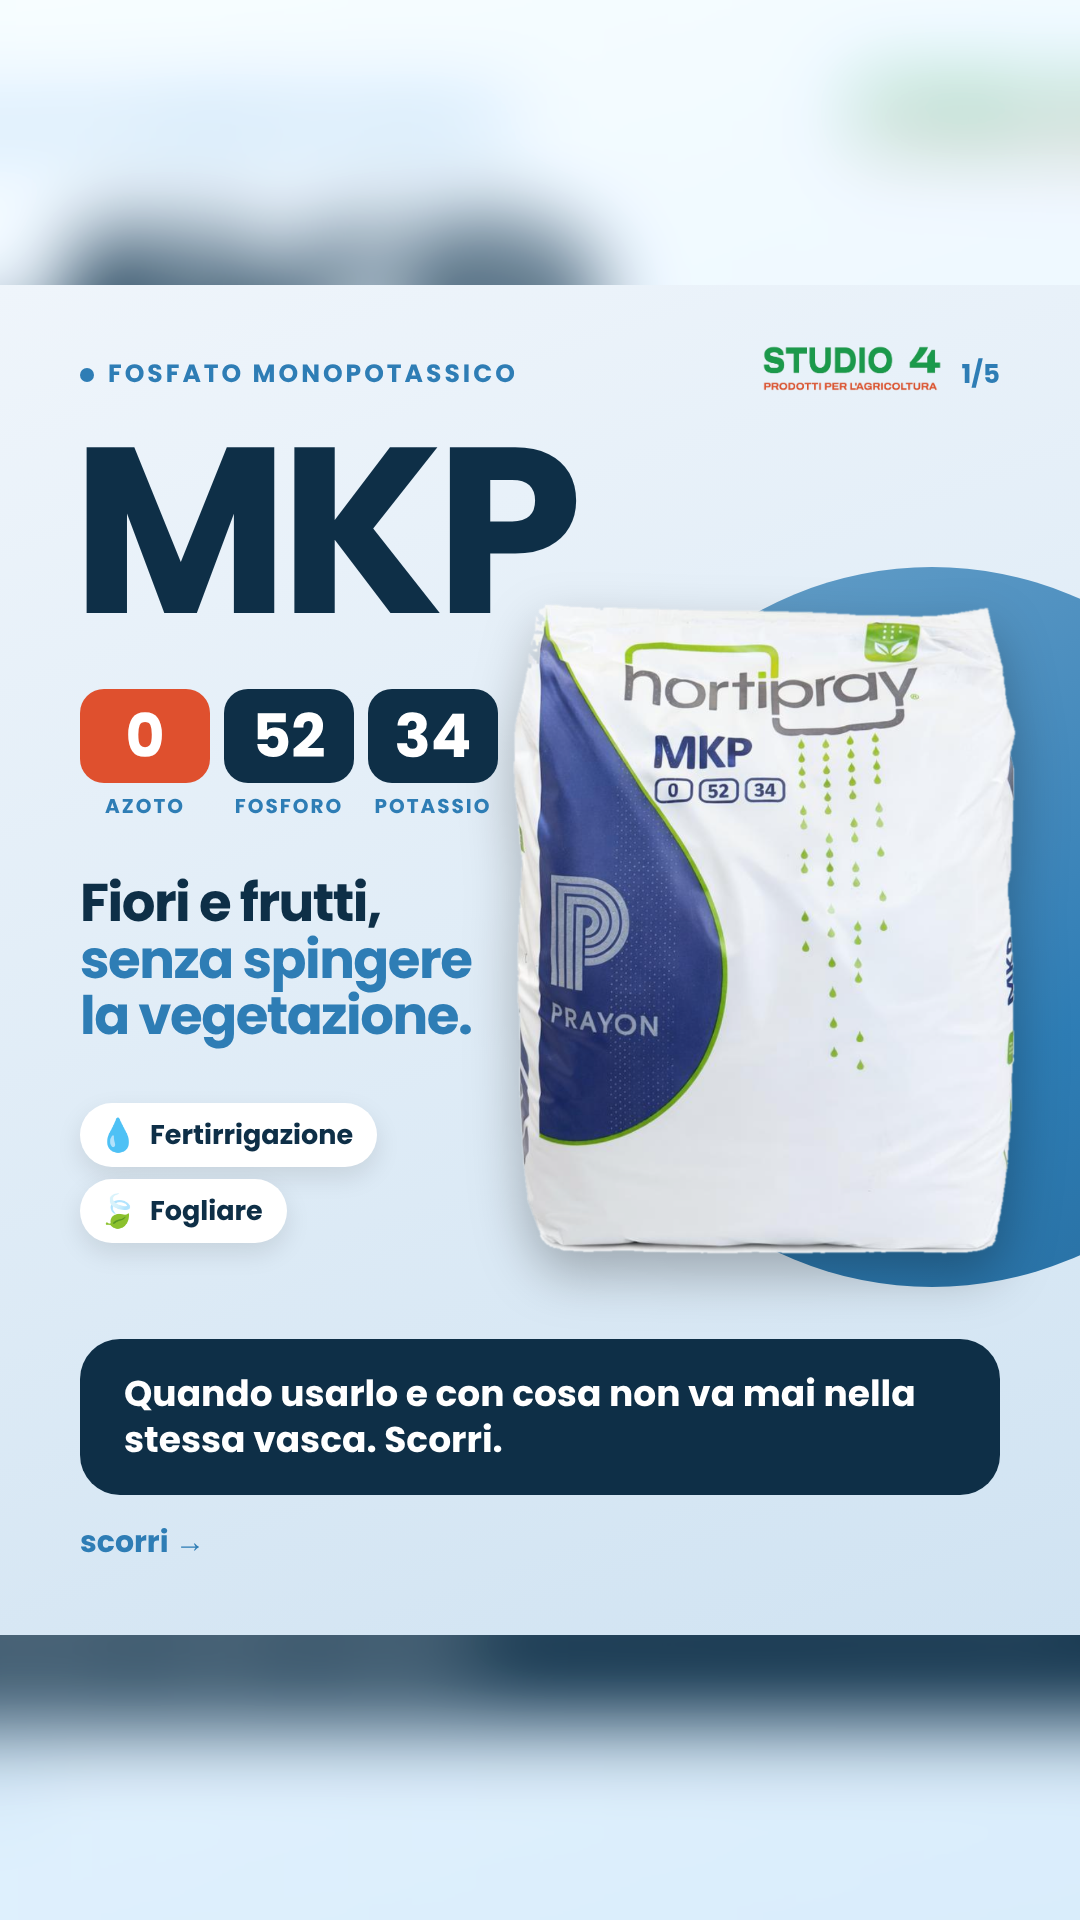 FOSFATO MONOPOTASSICO
STUDIO 4
PRODOTTI PER L'AGRICOLTURA
1/5
MKP
0 52 34
AZOTO FOSFORO POTASSIO
Fiori e frutti,
senza spingere
la vegetazione.
💧 Fertirrigazione
🍃 Fogliare
hortipray®
MKP
0 52 34
PRAYON
MKP
Quando usarlo e con cosa non va mai nella
stessa vasca. Scorri.
scorri →